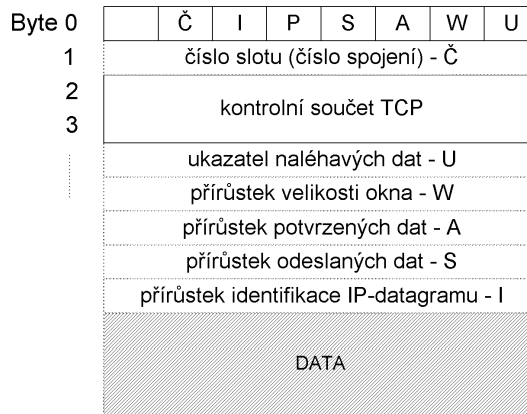 Byte 0 Č I P S A W U
1 číslo slotu (číslo spojení) - Č
2
kontrolní součet TCP
3
ukazatel naléhavých dat - U
přírůstek velikosti okna - W
přírůstek potvrzených dat - A
přírůstek odeslaných dat - S
přírůstek identifikace IP-datagramu - I
DATA